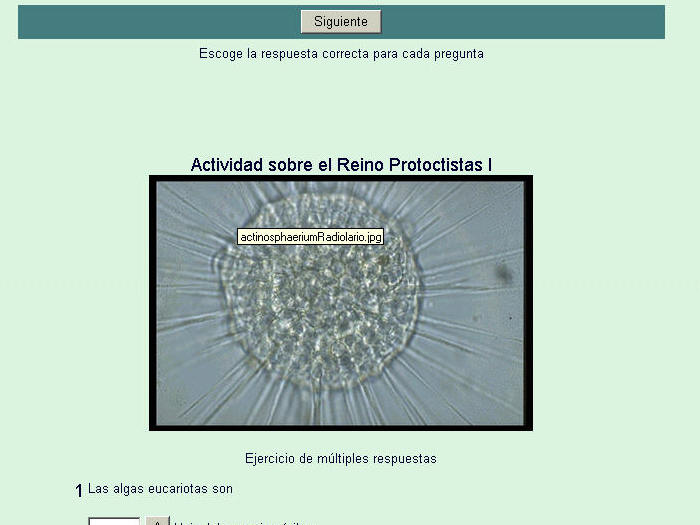 Siguiente
Escoge la respuesta correcta para cada pregunta
Actividad sobre el Reino Protoctistas I
actinosphaeriumRadiolario.jpg
Ejercicio de múltiples respuestas
1 Las algas eucariotas son